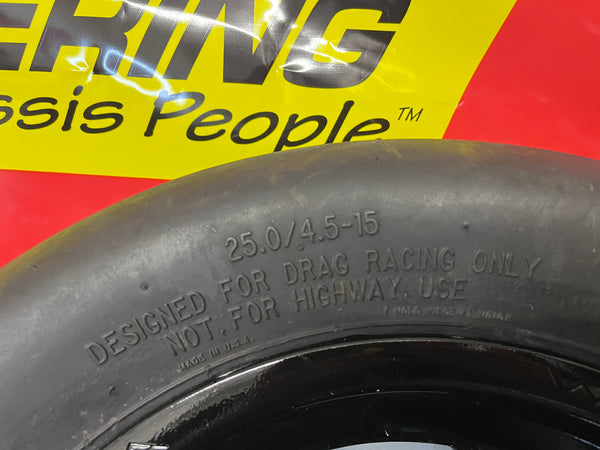 ERING
ssis People™
25.0/4.5-15
DESIGNED FOR DRAG RACING ONLY
NOT FOR HIGHWAY USE
MADE IN U.S.A.